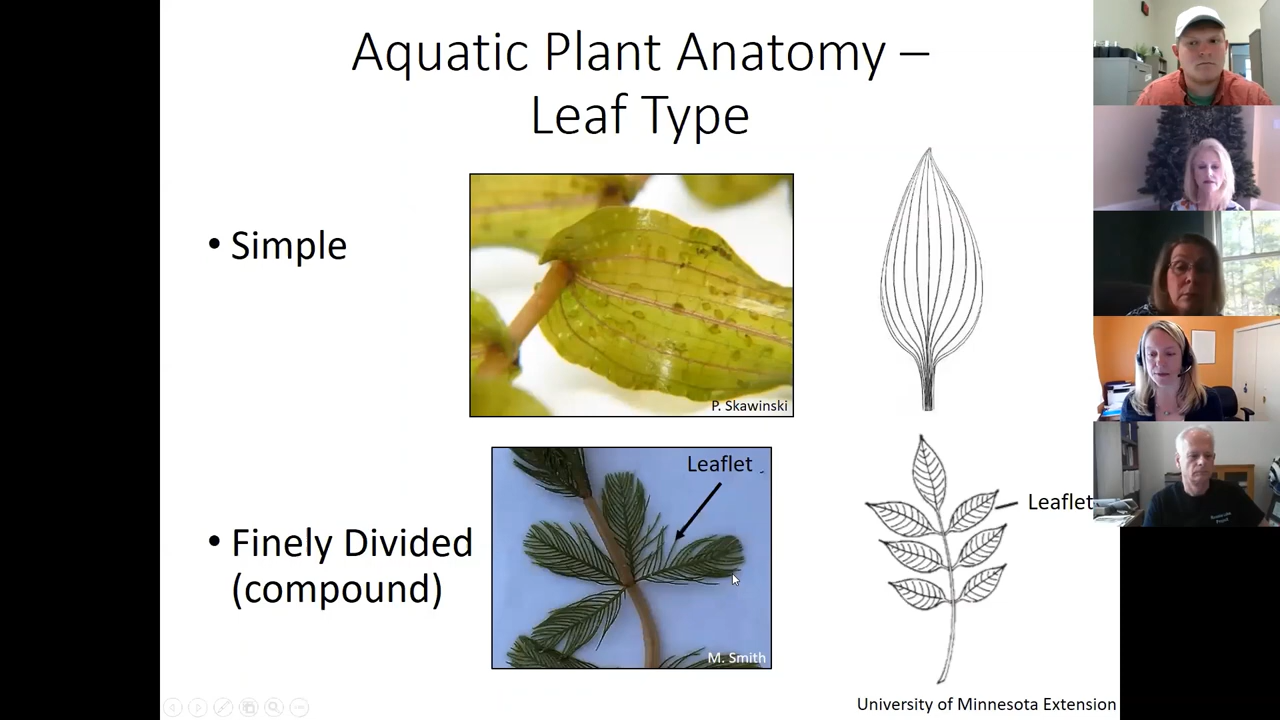 Aquatic Plant Anatomy –
Leaf Type
• Simple
P. Skawinski
Leaflet
Leaflet
• Finely Divided
(compound)
M. Smith
University of Minnesota Extension